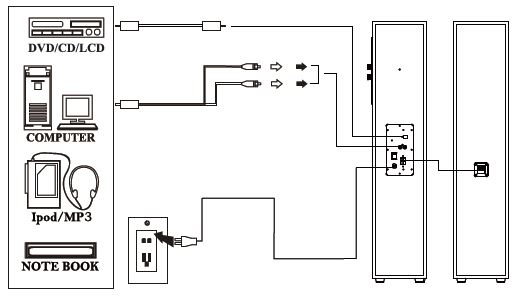 DVD/CD/LCD
COMPUTER
Ipod/MP3
NOTE BOOK